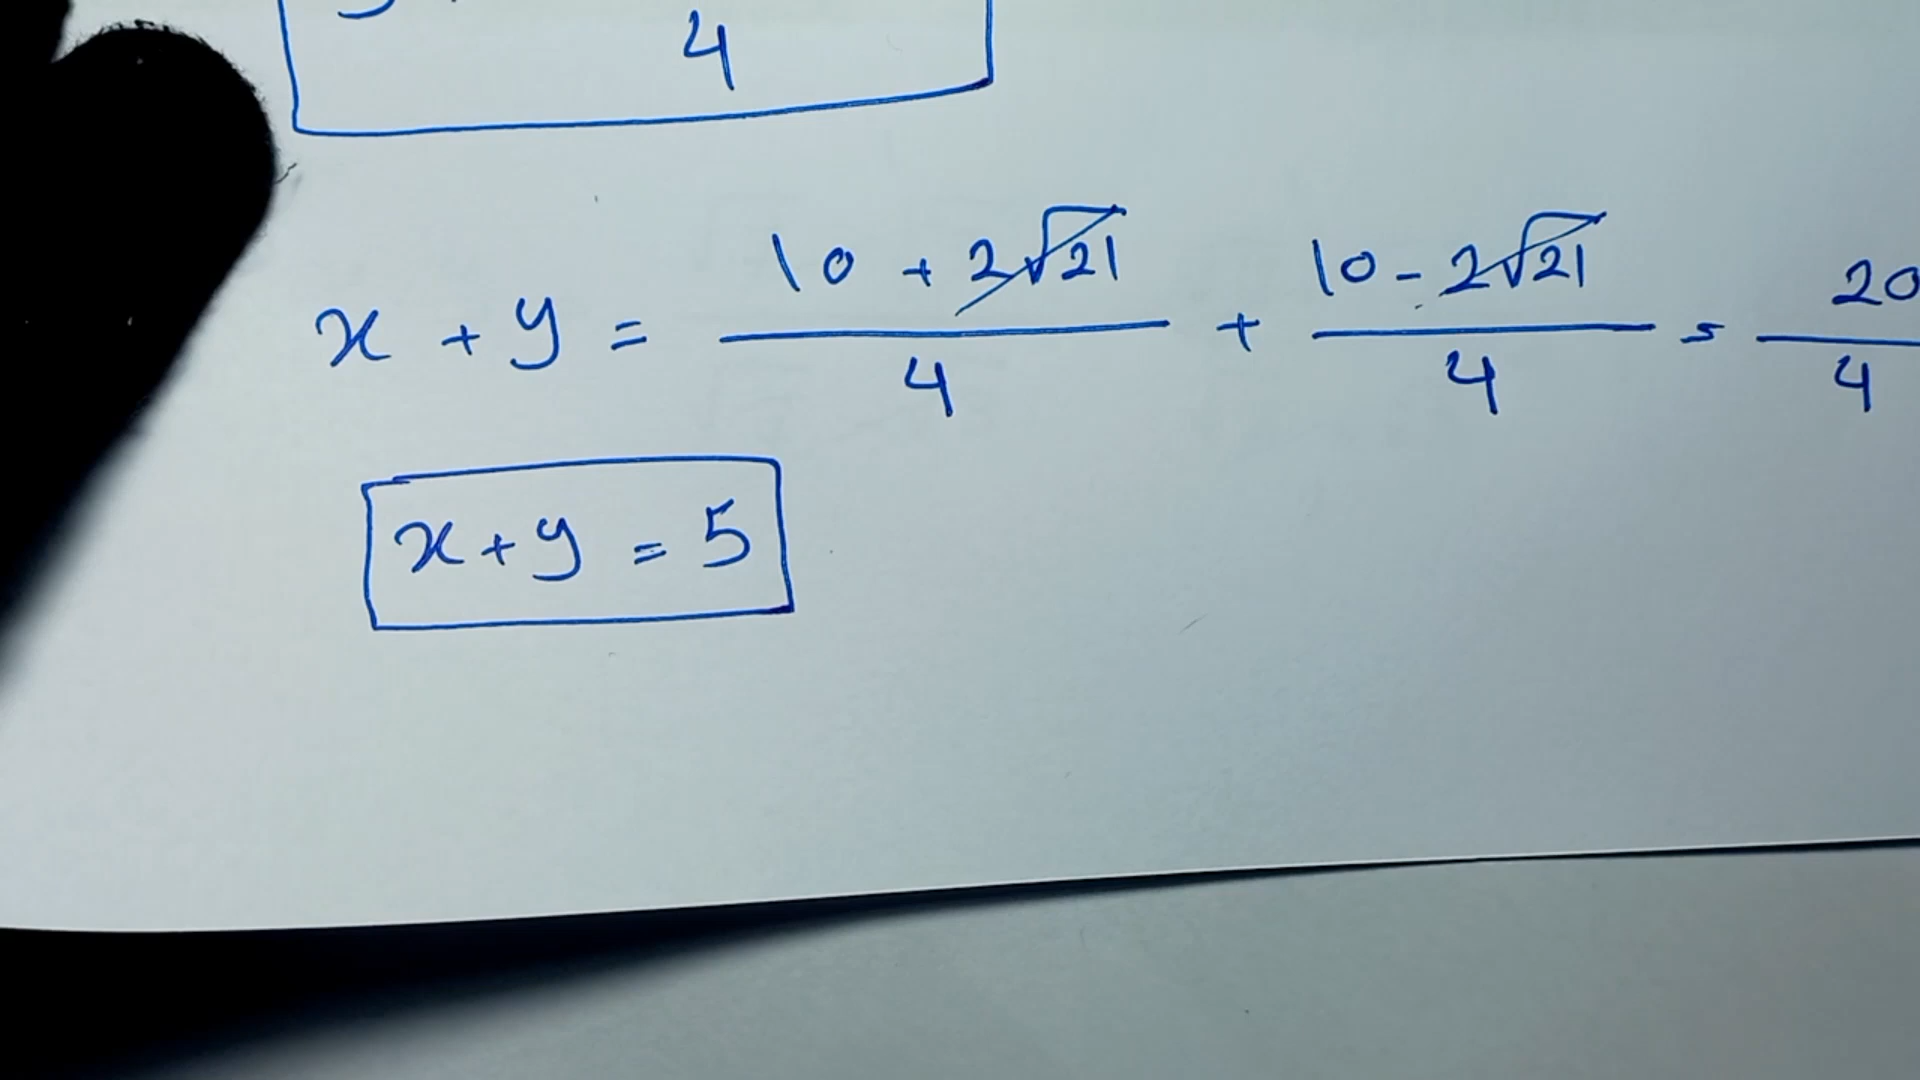 4
x + y = (10 + 2√21)/4 + (10 - 2√21)/4 = 20/4
x + y = 5